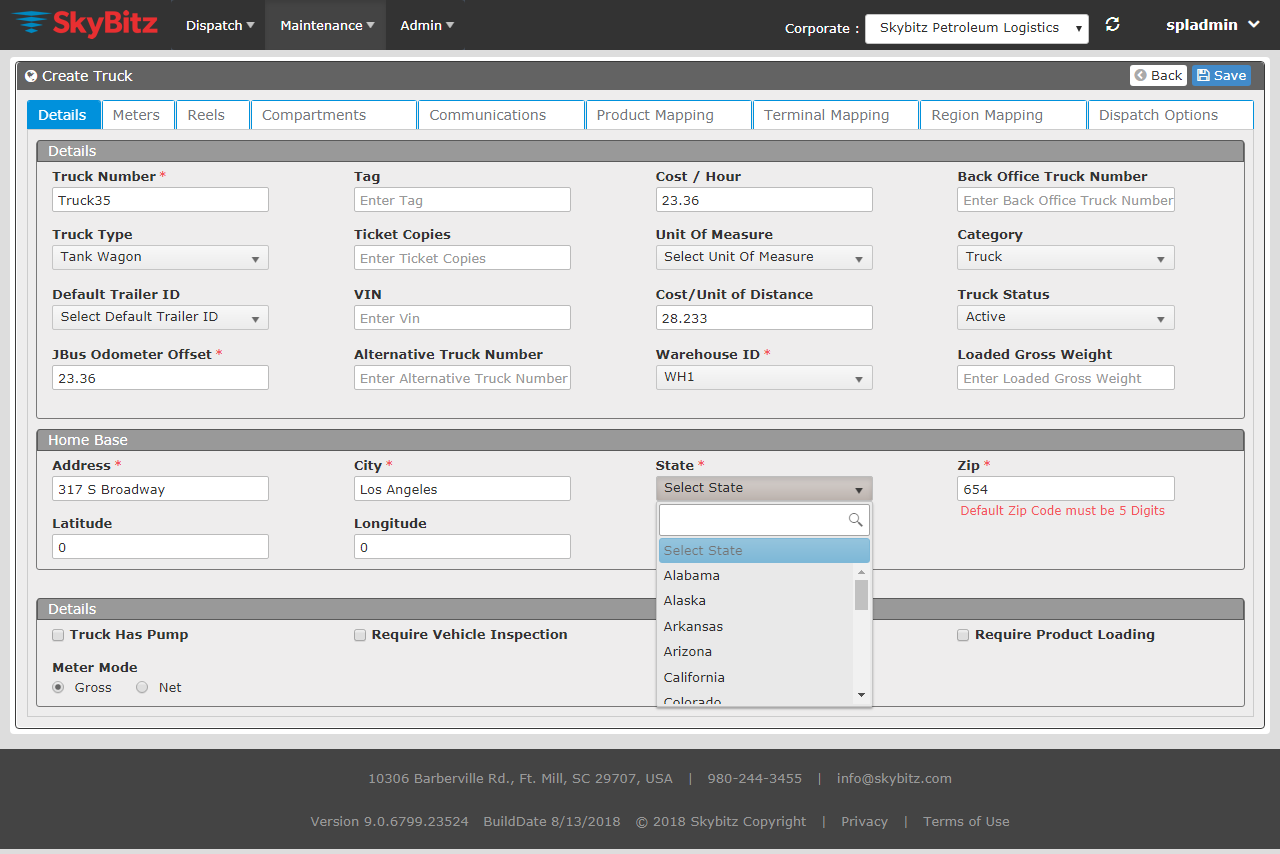 SkyBitz Dispatch Maintenance Admin Corporate : Skybitz Petroleum Logistics spladmin
Create Truck Back Save
Details Meters Reels Compartments Communications Product Mapping Terminal Mapping Region Mapping Dispatch Options
Details
Truck Number * Tag Cost / Hour Back Office Truck Number
Truck35 Enter Tag 23.36 Enter Back Office Truck Number
Truck Type Ticket Copies Unit Of Measure Category
Tank Wagon Enter Ticket Copies Select Unit Of Measure Truck
Default Trailer ID VIN Cost/Unit of Distance Truck Status
Select Default Trailer ID Enter Vin 28.233 Active
JBus Odometer Offset * Alternative Truck Number Warehouse ID * Loaded Gross Weight
23.36 Enter Alternative Truck Number WH1 Enter Loaded Gross Weight
Home Base
Address * City * State * Zip *
317 S Broadway Los Angeles Select State 654
Default Zip Code must be 5 Digits
Latitude Longitude
0 0
Select State
Alabama
Alaska
Arkansas
Arizona
California
Colorado
Details
Truck Has Pump Require Vehicle Inspection Require Product Loading
Meter Mode
Gross Net
10306 Barberville Rd., Ft. Mill, SC 29707, USA | 980-244-3455 | info@skybitz.com
Version 9.0.6799.23524 BuildDate 8/13/2018 © 2018 Skybitz Copyright | Privacy | Terms of Use